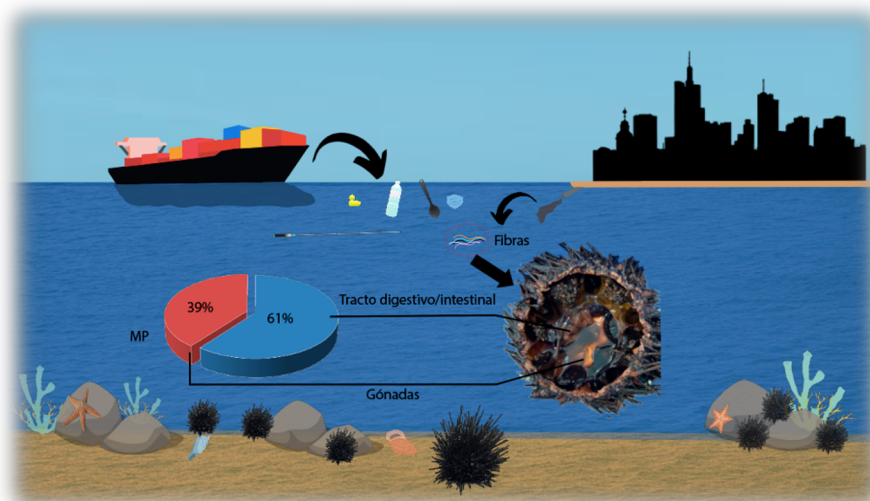 Fibras
Tracto digestivo/intestinal
39%
61%
MP
Gónadas